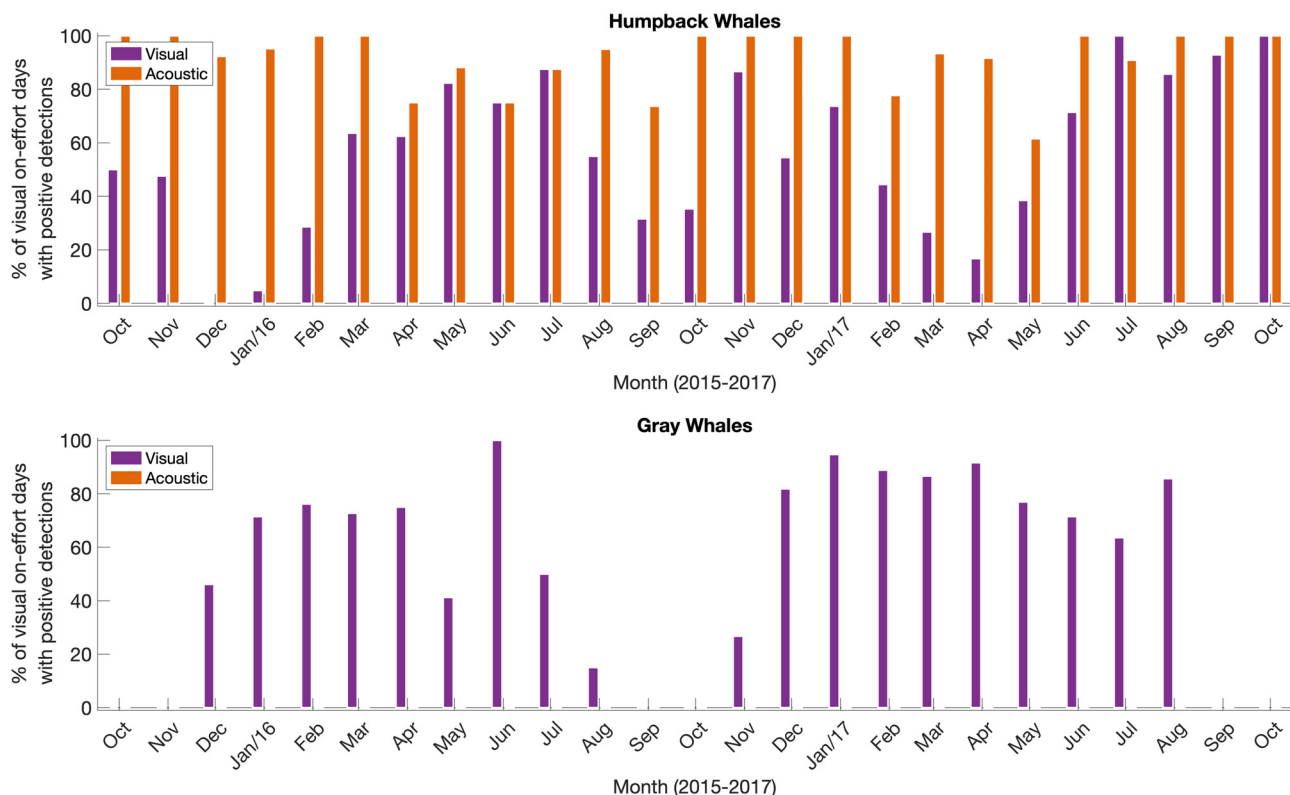 Humpback Whales
% of visual on-effort days
with positive detections
100
80
60
40
20
0
Visual
Acoustic
Oct Nov Dec Jan/16 Feb Mar Apr May Jun Jul Aug Sep Oct Nov Dec Jan/17 Feb Mar Apr May Jun Jul Aug Sep Oct
Month (2015-2017)
Gray Whales
% of visual on-effort days
with positive detections
100
80
60
40
20
0
Visual
Acoustic
Oct Nov Dec Jan/16 Feb Mar Apr May Jun Jul Aug Sep Oct Nov Dec Jan/17 Feb Mar Apr May Jun Jul Aug Sep Oct
Month (2015-2017)